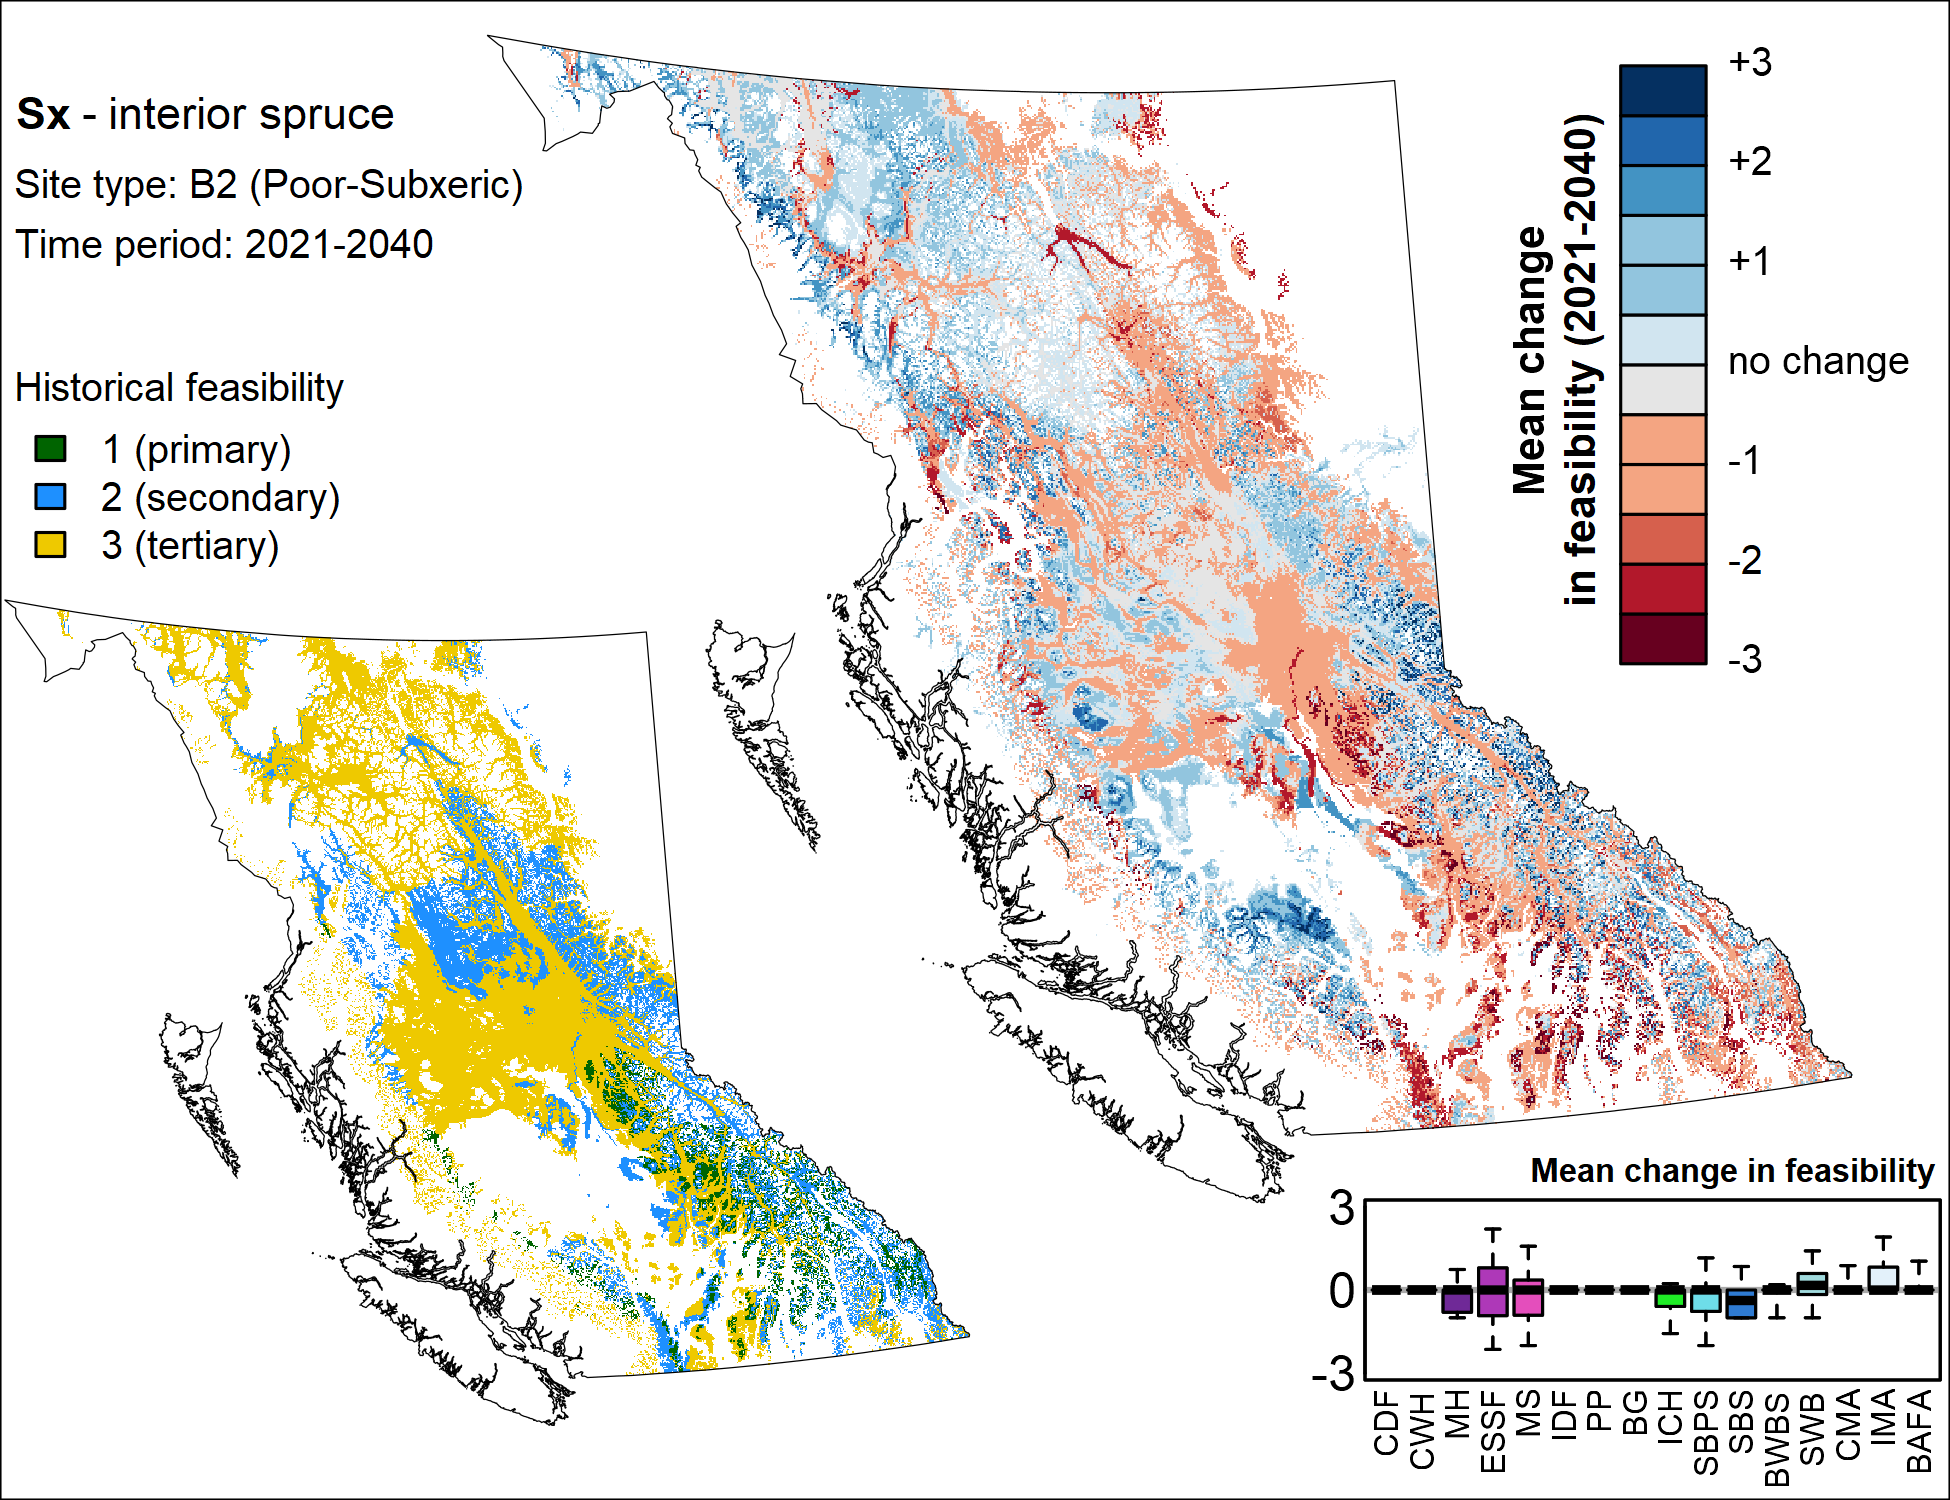 Sx - interior spruce
Site type: B2 (Poor-Subxeric)
Time period: 2021-2040
Historical feasibility
1 (primary)
2 (secondary)
3 (tertiary)
Mean change
in feasibility (2021-2040)
+3
+2
+1
no change
-1
-2
-3
Mean change in feasibility
3
0
-3
CDF
CWH
MH
ESSF
MS
IDF
PP
BG
ICH
SBPS
SBS
BWBS
SWB
CMA
IMA
BAFA